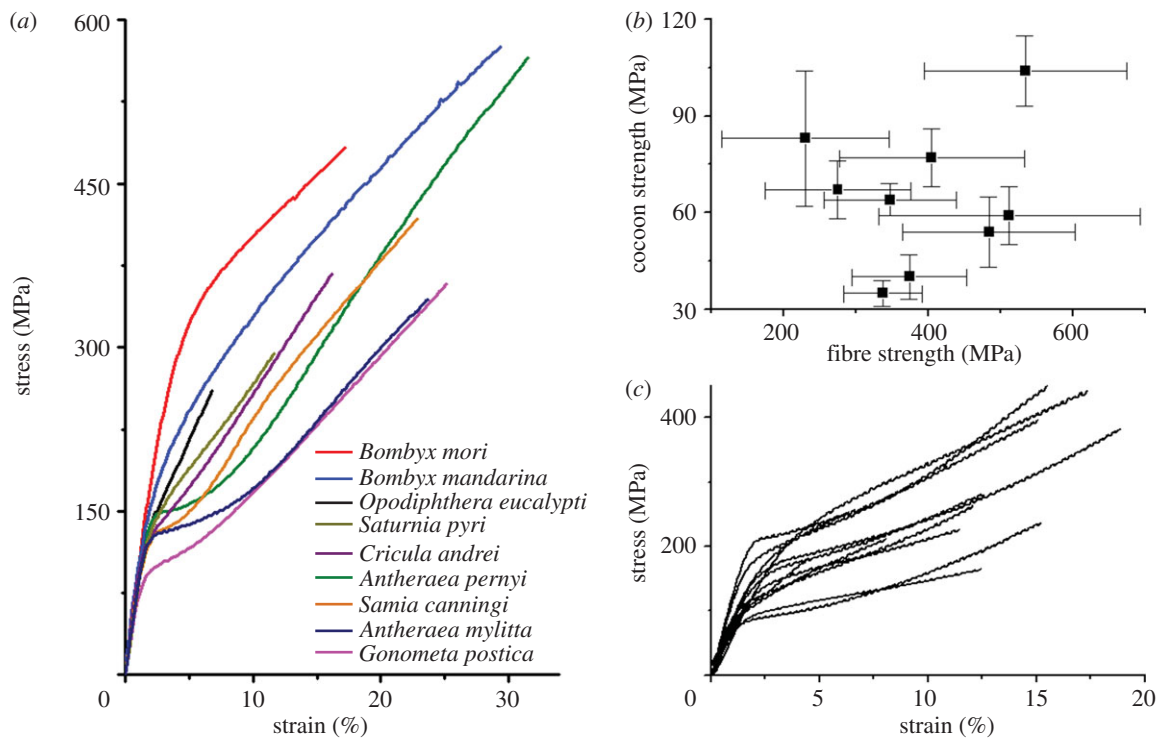 (a)
600
450
300
150
0
10
20
30
stress (MPa)
strain (%)
Bombyx mori
Bombyx mandarina
Opodiphthera eucalypti
Saturnia pyri
Cricula andrei
Antheraea pernyi
Samia canningi
Antheraea mylitta
Gonometa postica
(b)
120
90
60
30
200
400
600
cocoon strength (MPa)
fibre strength (MPa)
(c)
400
200
0
5
10
15
20
stress (MPa)
strain (%)